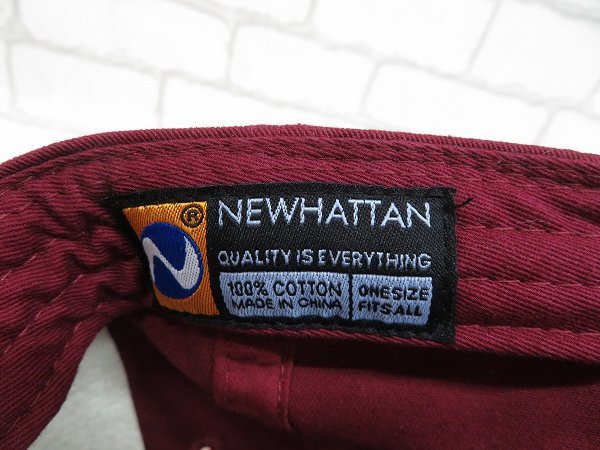 ® NEWHATTAN
QUALITY IS EVERYTHING
100% COTTON
MADE IN CHINA
ONE SIZE
FITS ALL